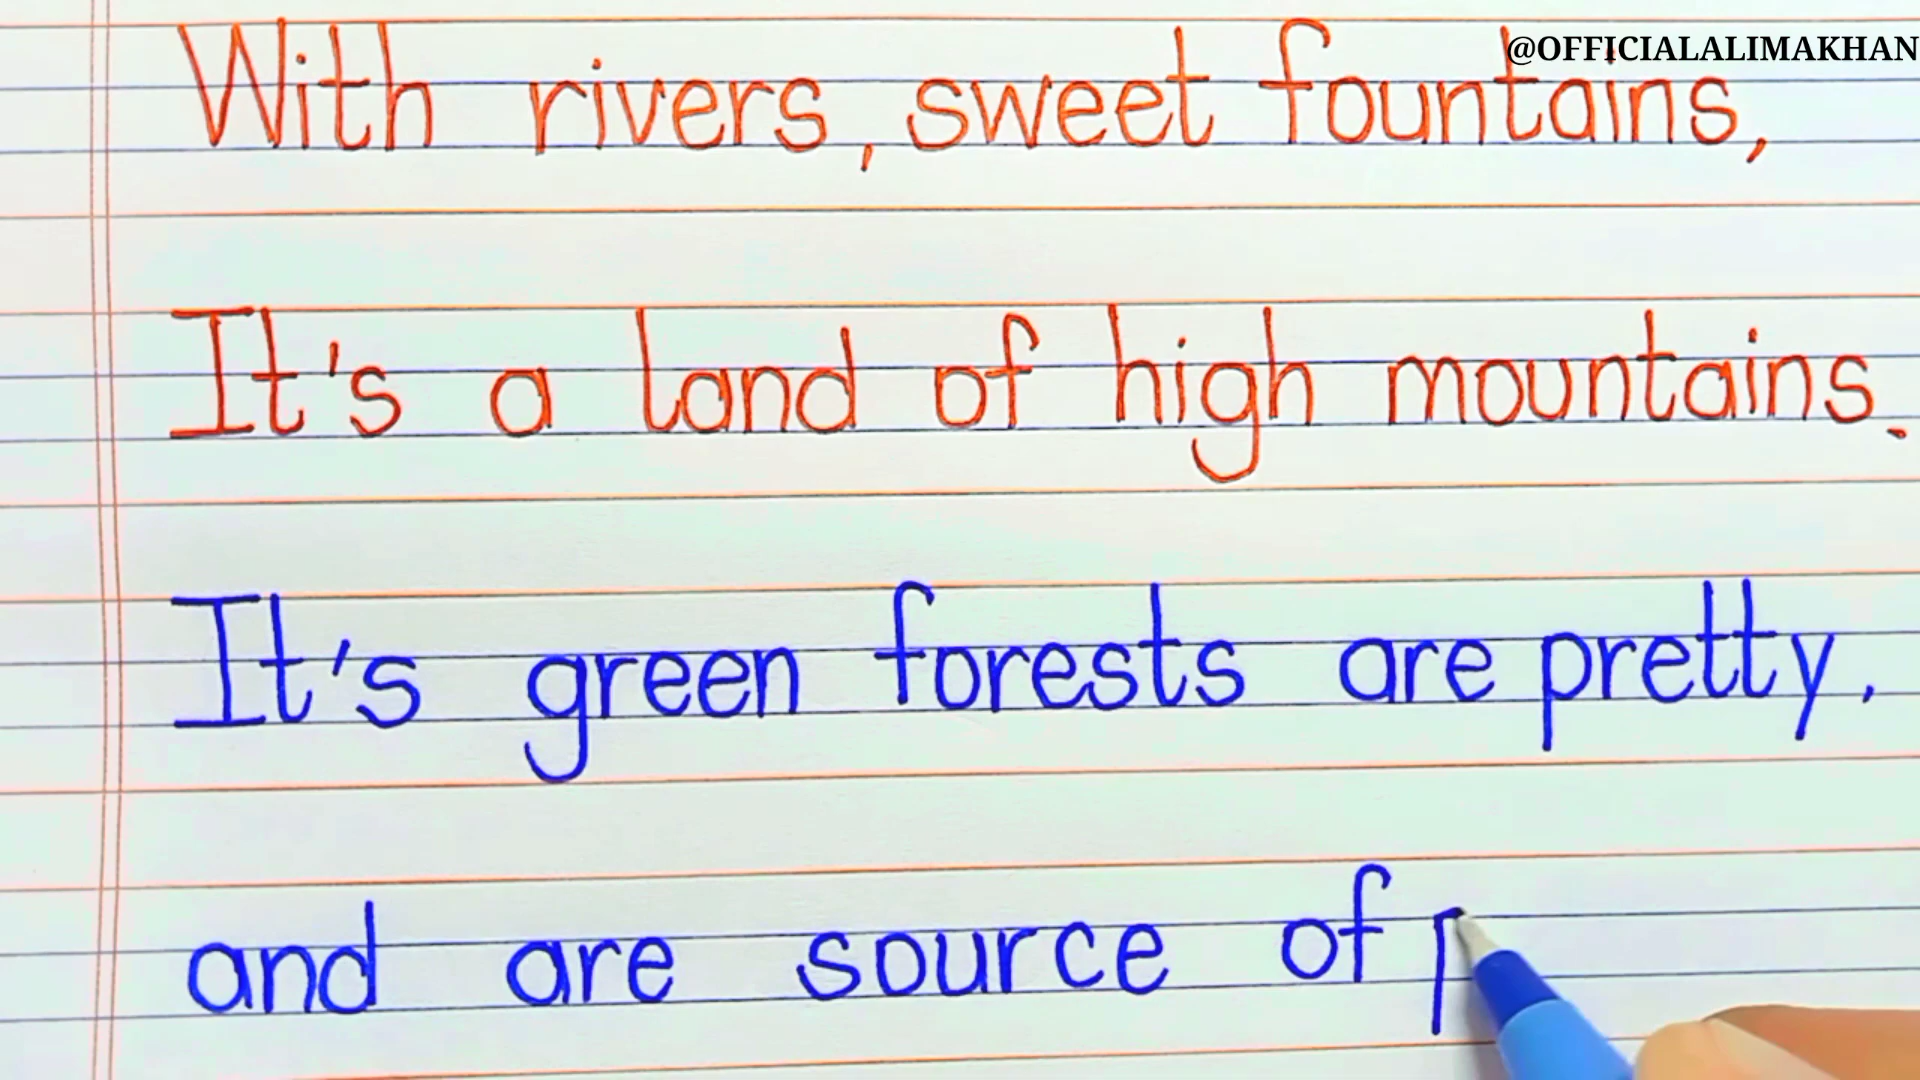 @OFFICIALALIMAKHAN
With rivers, sweet fountains,
It's a land of high mountains.
It's green forests are pretty,
and are source of